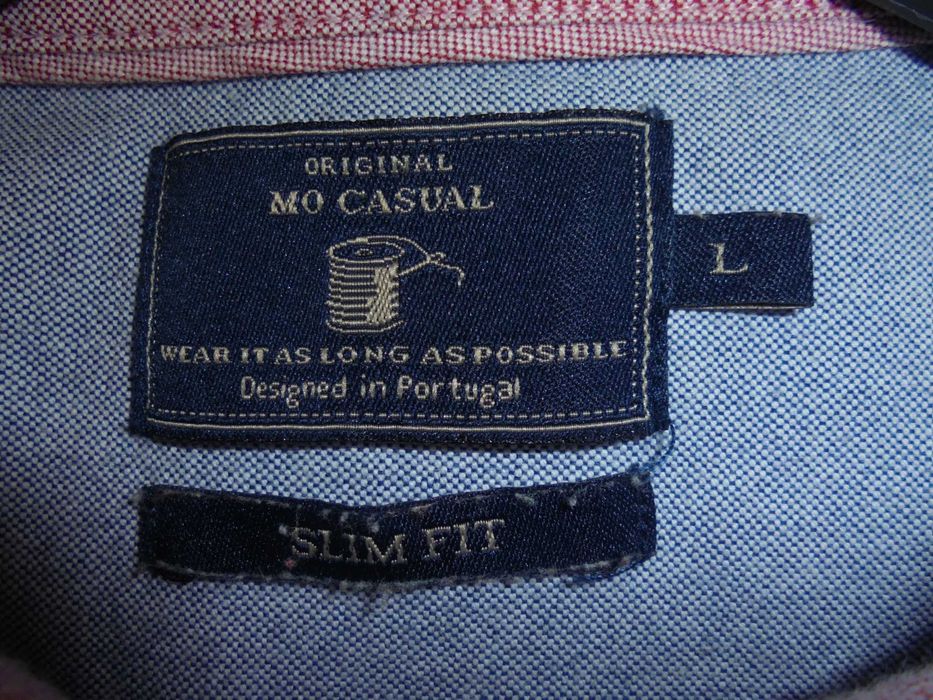 ORIGINAL
MO CASUAL
L
WEAR IT AS LONG AS POSSIBLE
Designed in Portugal
SLIM FIT